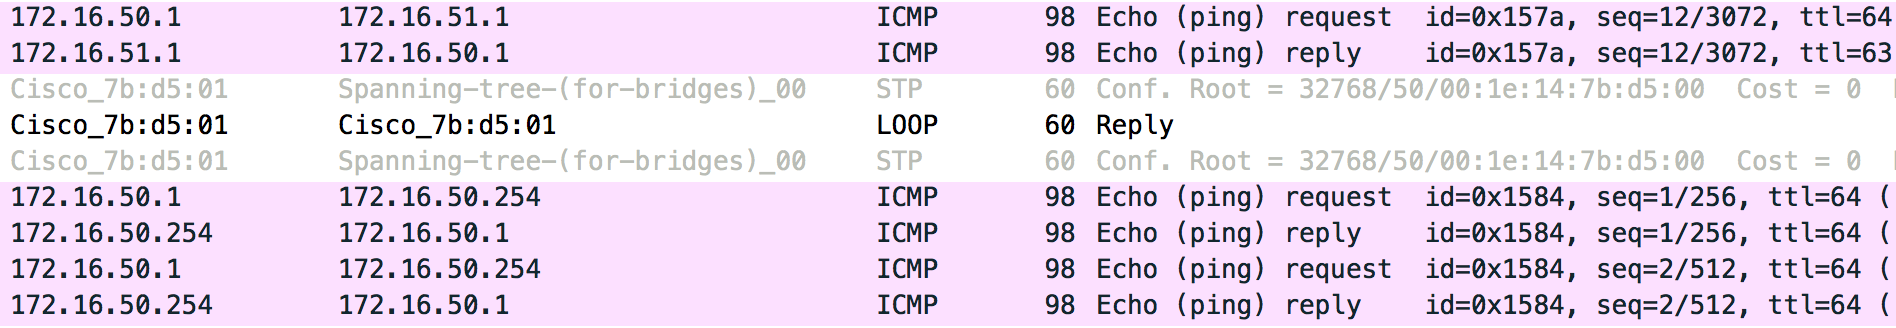 172.16.50.1 172.16.51.1 ICMP 98 Echo (ping) request id=0x157a, seq=12/3072, ttl=64
172.16.51.1 172.16.50.1 ICMP 98 Echo (ping) reply id=0x157a, seq=12/3072, ttl=63
Cisco_7b:d5:01 Spanning-tree-(for-bridges)_00 STP 60 Conf. Root = 32768/50/00:1e:14:7b:d5:00 Cost = 0
Cisco_7b:d5:01 Cisco_7b:d5:01 LOOP 60 Reply
Cisco_7b:d5:01 Spanning-tree-(for-bridges)_00 STP 60 Conf. Root = 32768/50/00:1e:14:7b:d5:00 Cost = 0
172.16.50.1 172.16.50.254 ICMP 98 Echo (ping) request id=0x1584, seq=1/256, ttl=64 (
172.16.50.254 172.16.50.1 ICMP 98 Echo (ping) reply id=0x1584, seq=1/256, ttl=64 (
172.16.50.1 172.16.50.254 ICMP 98 Echo (ping) request id=0x1584, seq=2/512, ttl=64 (
172.16.50.254 172.16.50.1 ICMP 98 Echo (ping) reply id=0x1584, seq=2/512, ttl=64 (